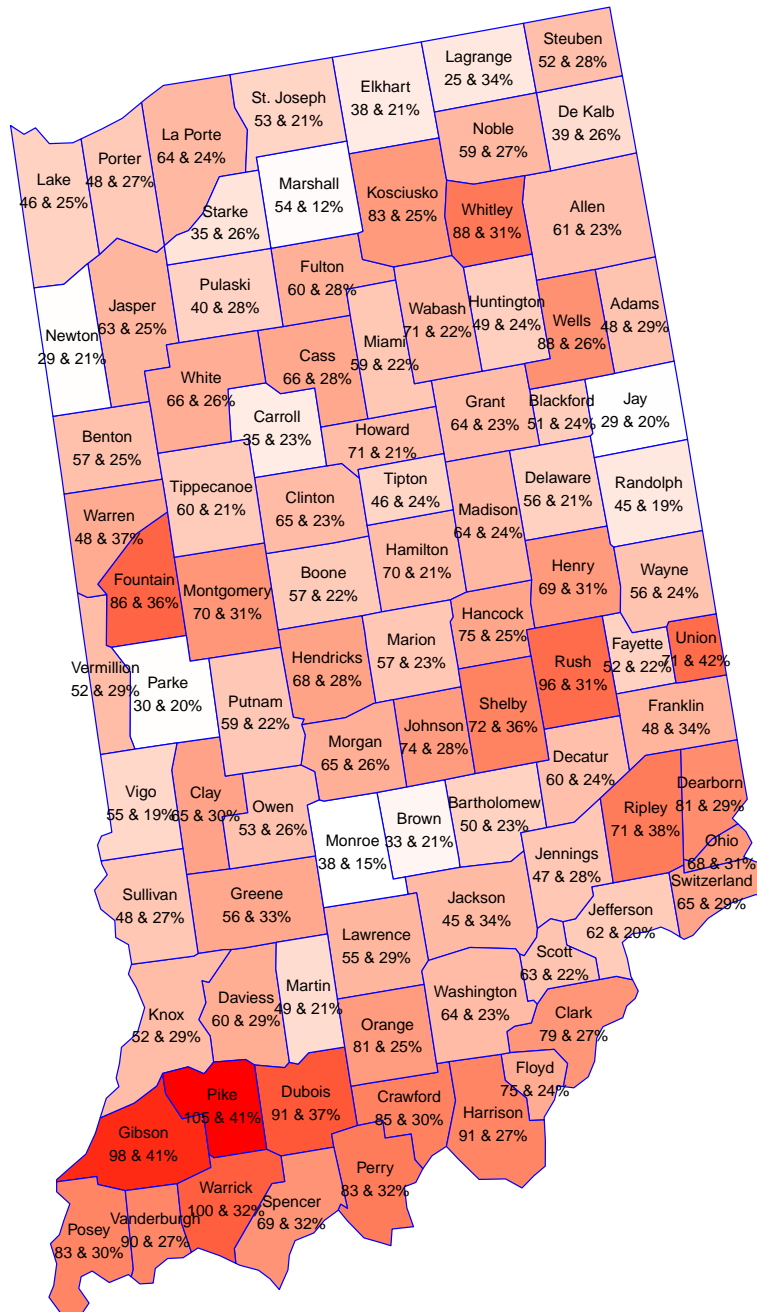 Steuben
52 & 28%
Lagrange
25 & 34%
Elkhart
38 & 21%
St. Joseph
53 & 21%
La Porte
64 & 24%
Porter
48 & 27%
Lake
46 & 25%
De Kalb
39 & 26%
Noble
59 & 27%
Marshall
54 & 12%
Kosciusko
83 & 25%
Whitley
88 & 31%
Allen
61 & 23%
Starke
35 & 26%
Pulaski
40 & 28%
Fulton
60 & 28%
Jasper
63 & 25%
Newton
29 & 21%
Miami
59 & 22%
Wabash
71 & 22%
Huntington
49 & 24%
Wells
88 & 26%
Adams
48 & 29%
White
66 & 26%
Cass
66 & 28%
Carroll
35 & 23%
Howard
71 & 21%
Grant
64 & 23%
Blackford
51 & 24%
Jay
29 & 20%
Benton
57 & 25%
Tippecanoe
60 & 21%
Clinton
65 & 23%
Tipton
46 & 24%
Madison
64 & 24%
Delaware
56 & 21%
Randolph
45 & 19%
Warren
48 & 37%
Fountain
86 & 36%
Montgomery
70 & 31%
Boone
57 & 22%
Hamilton
70 & 21%
Henry
69 & 31%
Wayne
56 & 24%
Hancock
75 & 25%
Marion
57 & 23%
Hendricks
68 & 28%
Vermillion
52 & 29%
Parke
30 & 20%
Putnam
59 & 22%
Rush
96 & 31%
Fayette
52 & 22%
Union
71 & 42%
Shelby
72 & 36%
Johnson
74 & 28%
Morgan
65 & 26%
Franklin
48 & 34%
Decatur
60 & 24%
Vigo
55 & 19%
Clay
65 & 30%
Owen
53 & 26%
Monroe
38 & 15%
Brown
33 & 21%
Bartholomew
50 & 23%
Ripley
71 & 38%
Dearborn
81 & 29%
Ohio
68 & 31%
Switzerland
65 & 29%
Jennings
47 & 28%
Jefferson
62 & 20%
Sullivan
48 & 27%
Greene
56 & 33%
Lawrence
55 & 29%
Jackson
45 & 34%
Scott
63 & 22%
Washington
64 & 23%
Clark
79 & 27%
Knox
52 & 29%
Daviess
60 & 29%
Martin
49 & 21%
Orange
81 & 25%
Floyd
75 & 24%
Harrison
91 & 27%
Crawford
85 & 30%
Dubois
91 & 37%
Pike
105 & 41%
Gibson
98 & 41%
Perry
83 & 32%
Spencer
69 & 32%
Warrick
100 & 32%
Vanderburgh
90 & 27%
Posey
83 & 30%